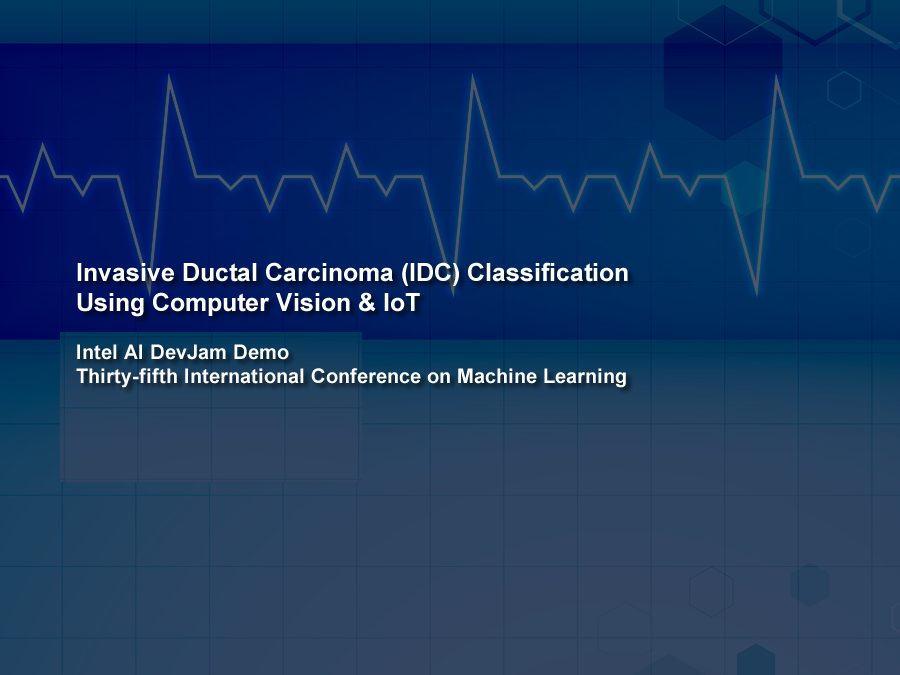 Invasive Ductal Carcinoma (IDC) Classification
Using Computer Vision & IoT
Intel AI DevJam Demo
Thirty-fifth International Conference on Machine Learning